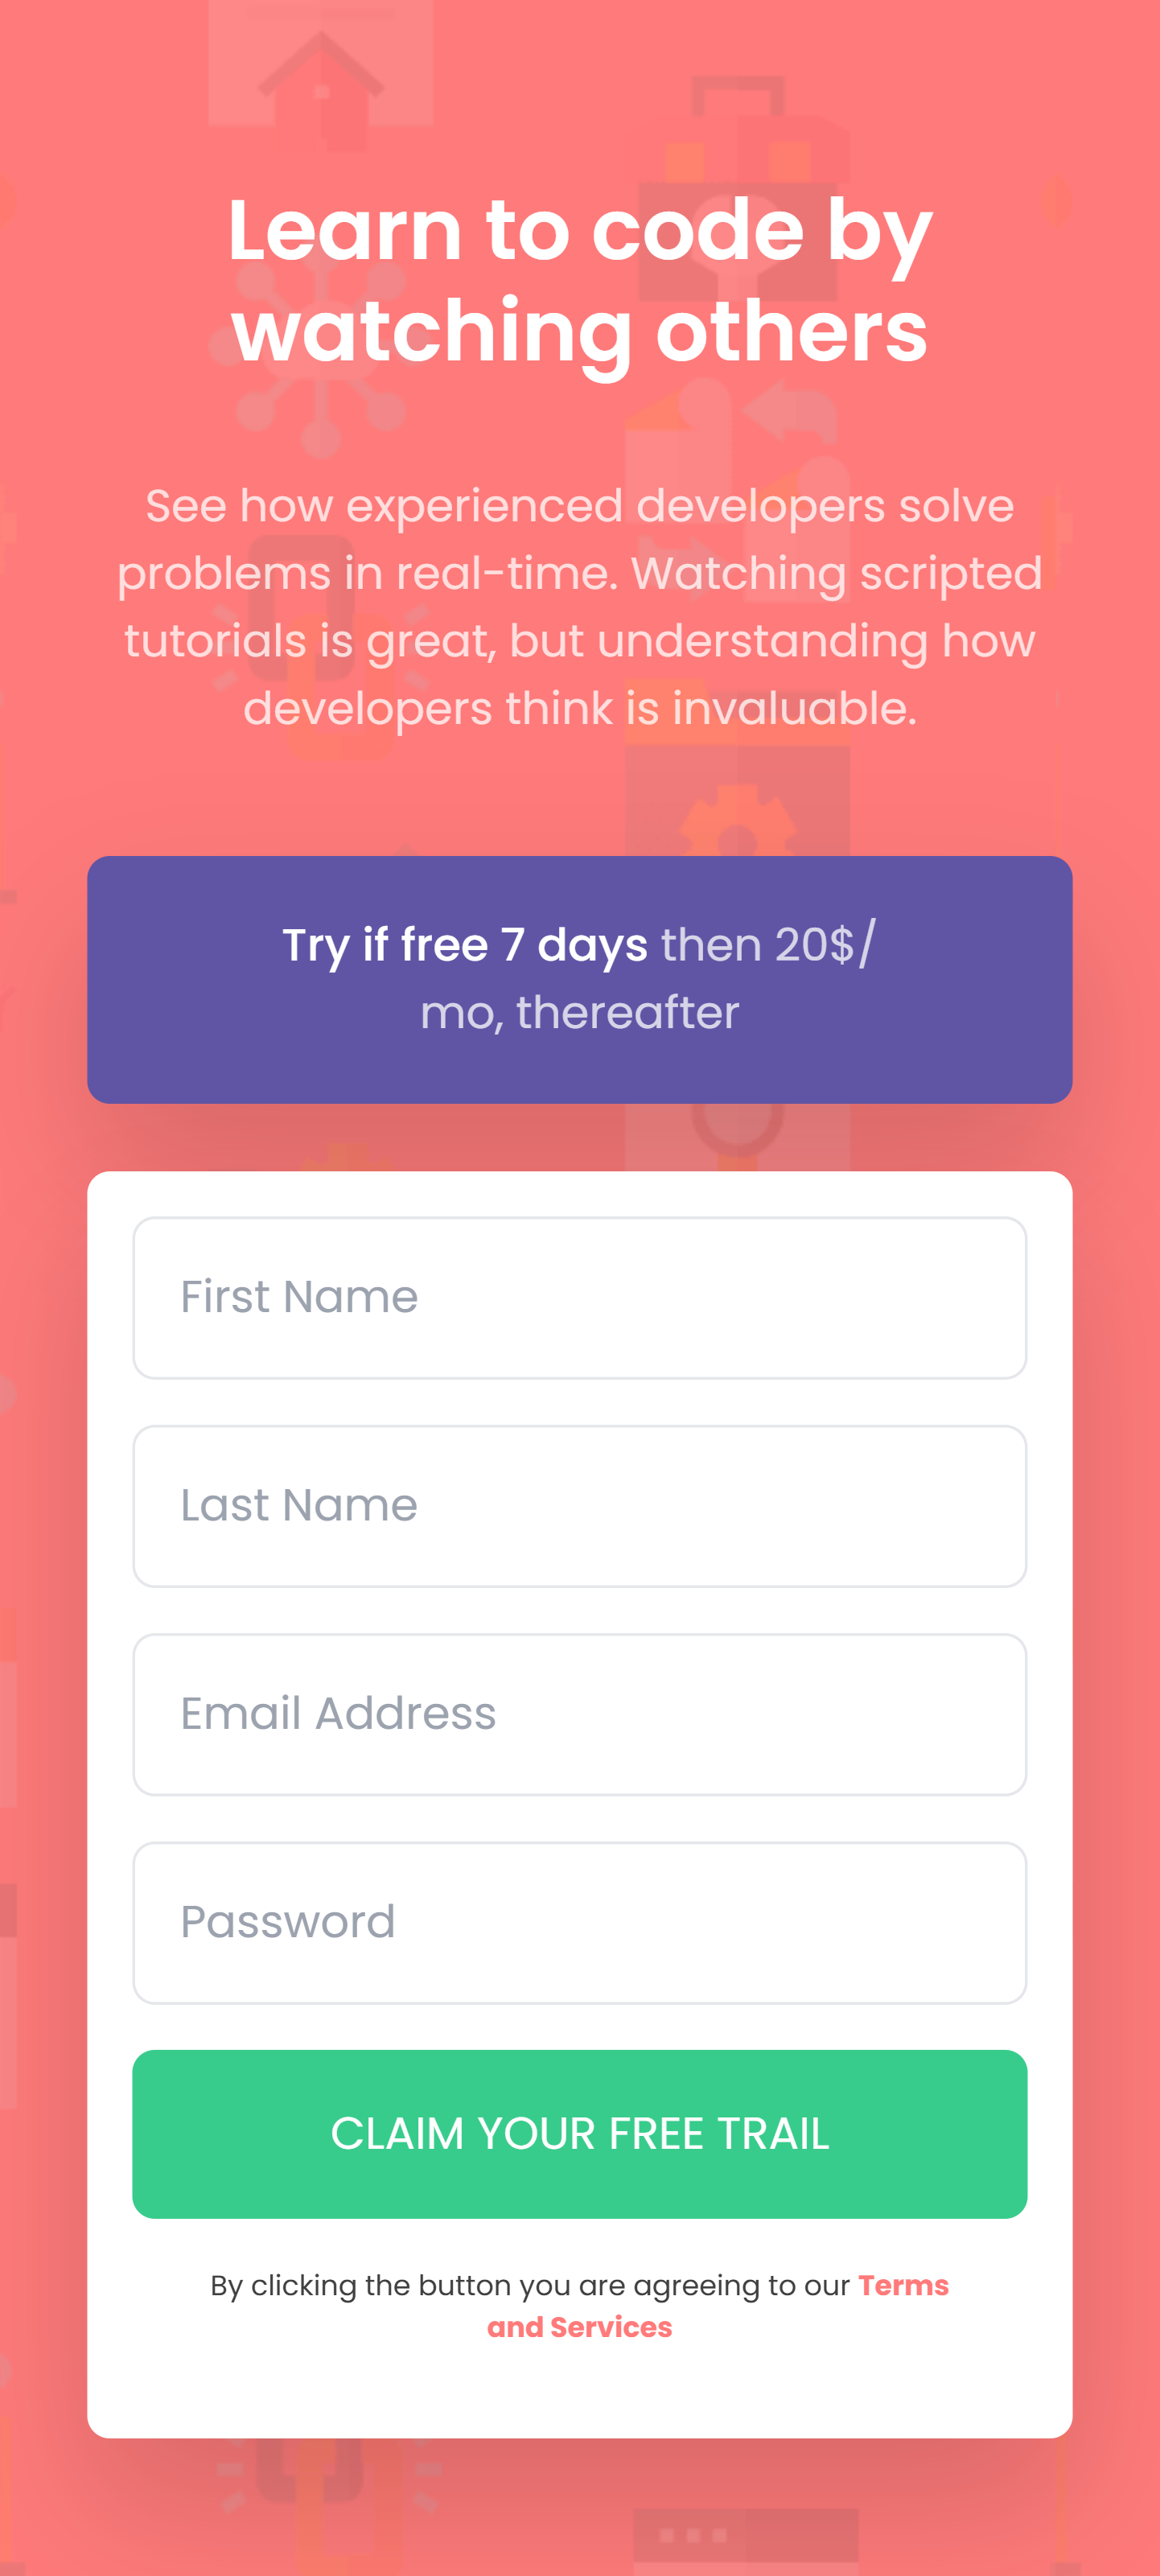 Learn to code by
watching others
See how experienced developers solve
problems in real-time. Watching scripted
tutorials is great, but understanding how
developers think is invaluable.
Try if free 7 days then 20$/
mo, thereafter
First Name
Last Name
Email Address
Password
CLAIM YOUR FREE TRAIL
By clicking the button you are agreeing to our Terms
and Services